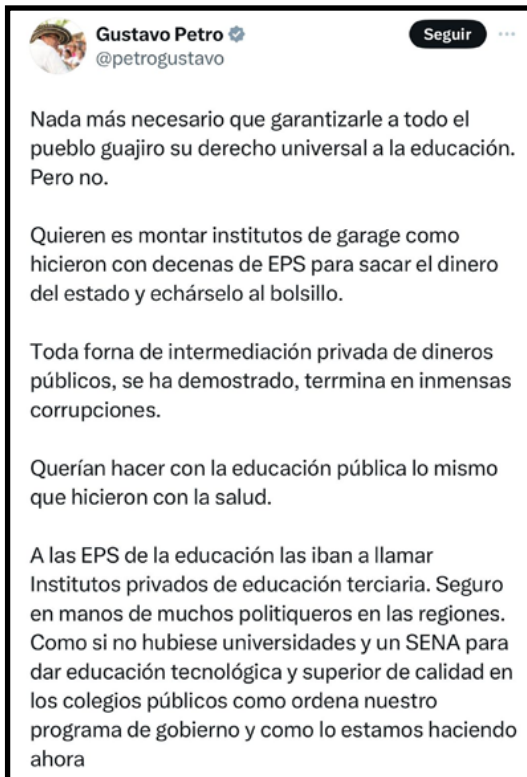 Gustavo Petro
Seguir
@petrogustavo
Nada más necesario que garantizarle a todo el
pueblo guajiro su derecho universal a la educación.
Pero no.
Quieren es montar institutos de garage como
hicieron con decenas de EPS para sacar el dinero
del estado y echárselo al bolsillo.
Toda forna de intermediación privada de dineros
públicos, se ha demostrado, terrmina en inmensas
corrupciones.
Querían hacer con la educación pública lo mismo
que hicieron con la salud.
A las EPS de la educación las iban a llamar
Institutos privados de educación terciaria. Seguro
en manos de muchos politiqueros en las regiones.
Como si no hubiese universidades y un SENA para
dar educación tecnológica y superior de calidad en
los colegios públicos como ordena nuestro
programa de gobierno y como lo estamos haciendo
ahora